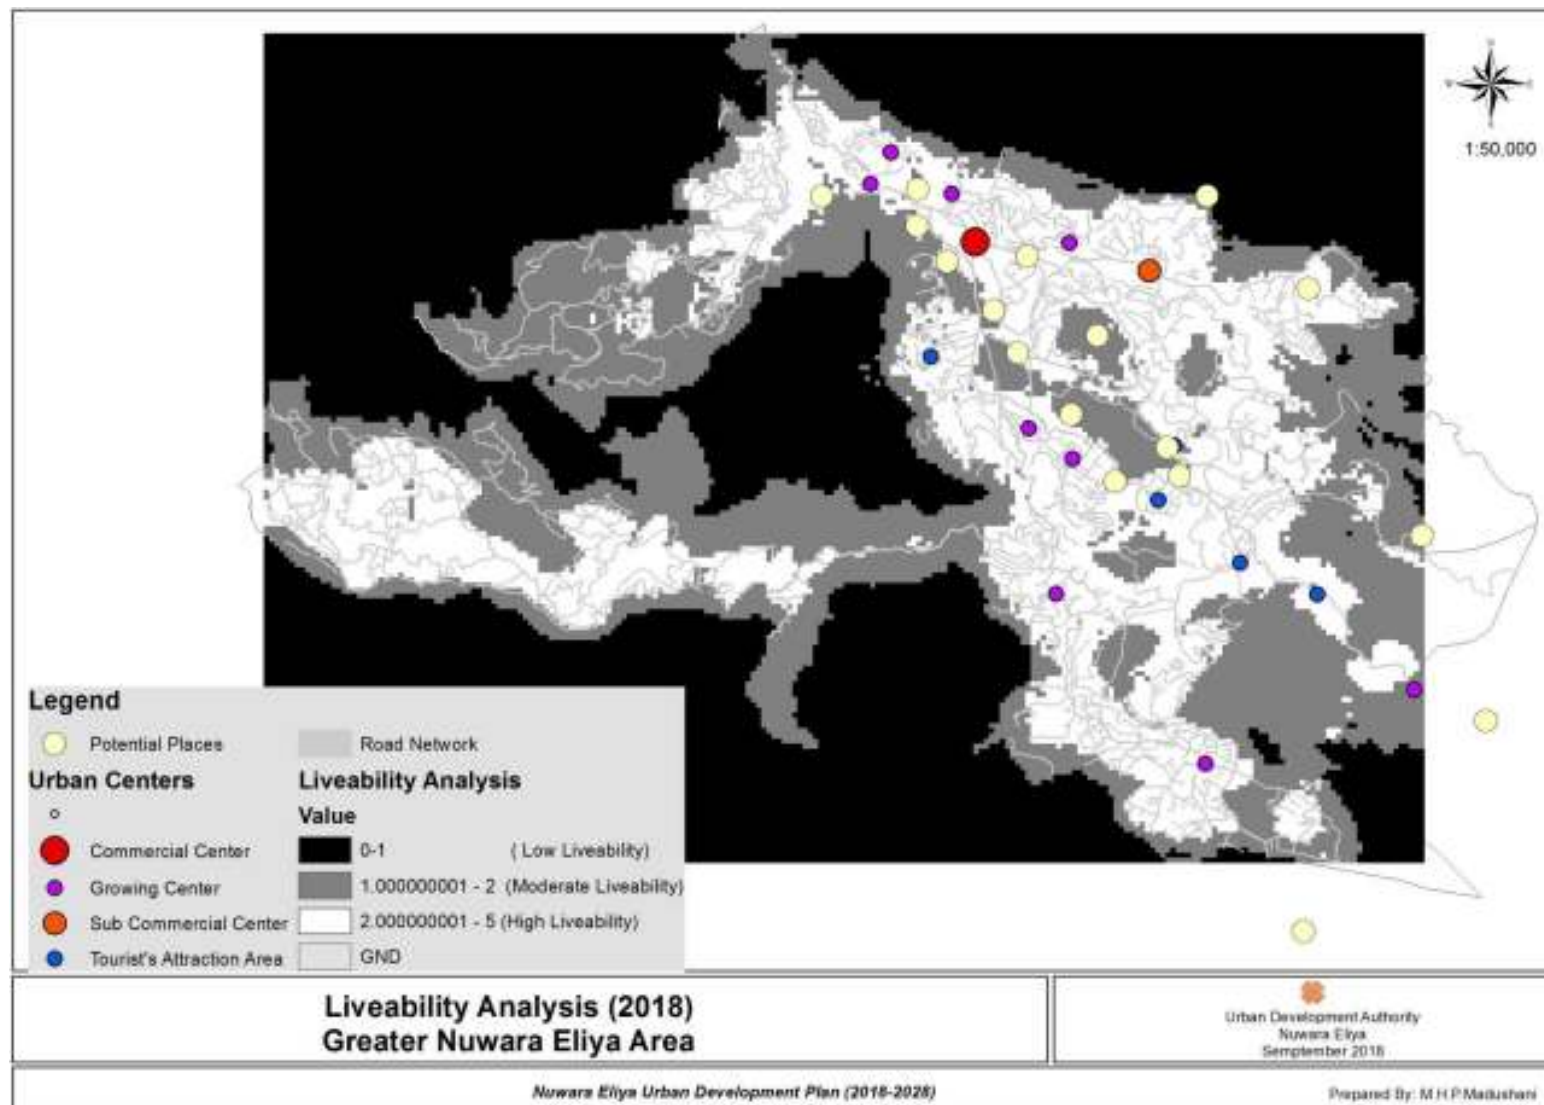 1:50,000
Legend
Potential Places
Road Network
Urban Centers
Liveability Analysis
Value
Commercial Center
0-1 ( Low Liveability)
Growing Center
1.000000001 - 2 (Moderate Liveability)
Sub Commercial Center
2.000000001 - 5 (High Liveability)
Tourist's Attraction Area
GND
Liveability Analysis (2018)
Greater Nuwara Eliya Area
Urban Development Authority
Nuwara Eliya
Semptember 2018
Nuwara Eliya Urban Development Plan (2018-2028)
Prepared By: M.H.P.Madushani